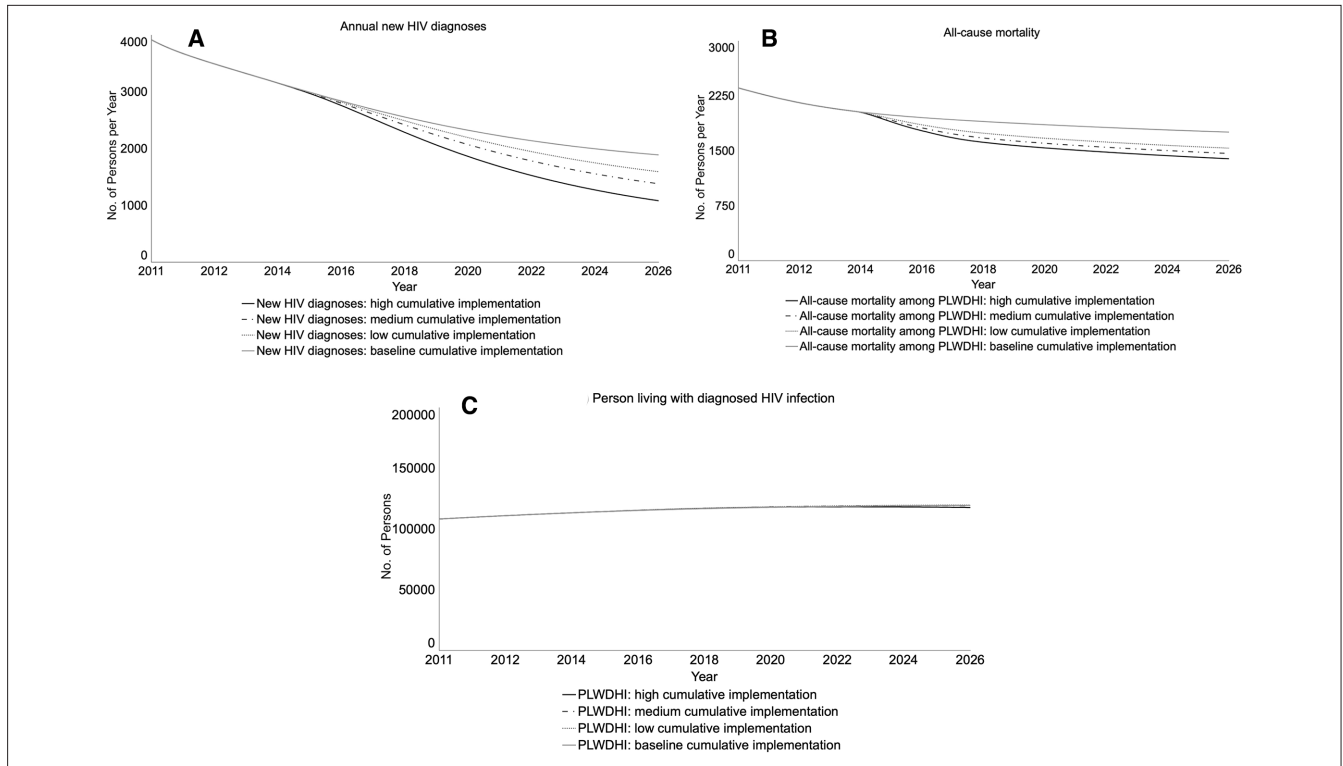 Annual new HIV diagnoses
A
4000
3000
2000
1000
0
No. of Persons per Year
2011 2012 2014 2016 2018 2020 2022 2024 2026
Year
New HIV diagnoses: high cumulative implementation
New HIV diagnoses: medium cumulative implementation
New HIV diagnoses: low cumulative implementation
New HIV diagnoses: baseline cumulative implementation
All-cause mortality
B
3000
2250
1500
750
0
No. of Persons per Year
2011 2012 2014 2016 2018 2020 2022 2024 2026
Year
All-cause mortality among PLWDHI: high cumulative implementation
All-cause mortality among PLWDHI: medium cumulative implementation
All-cause mortality among PLWDHI: low cumulative implementation
All-cause mortality among PLWDHI: baseline cumulative implementation
Person living with diagnosed HIV infection
C
200000
150000
100000
50000
0
No. of Persons
2011 2012 2014 2016 2018 2020 2022 2024 2026
Year
PLWDHI: high cumulative implementation
PLWDHI: medium cumulative implementation
PLWDHI: low cumulative implementation
PLWDHI: baseline cumulative implementation